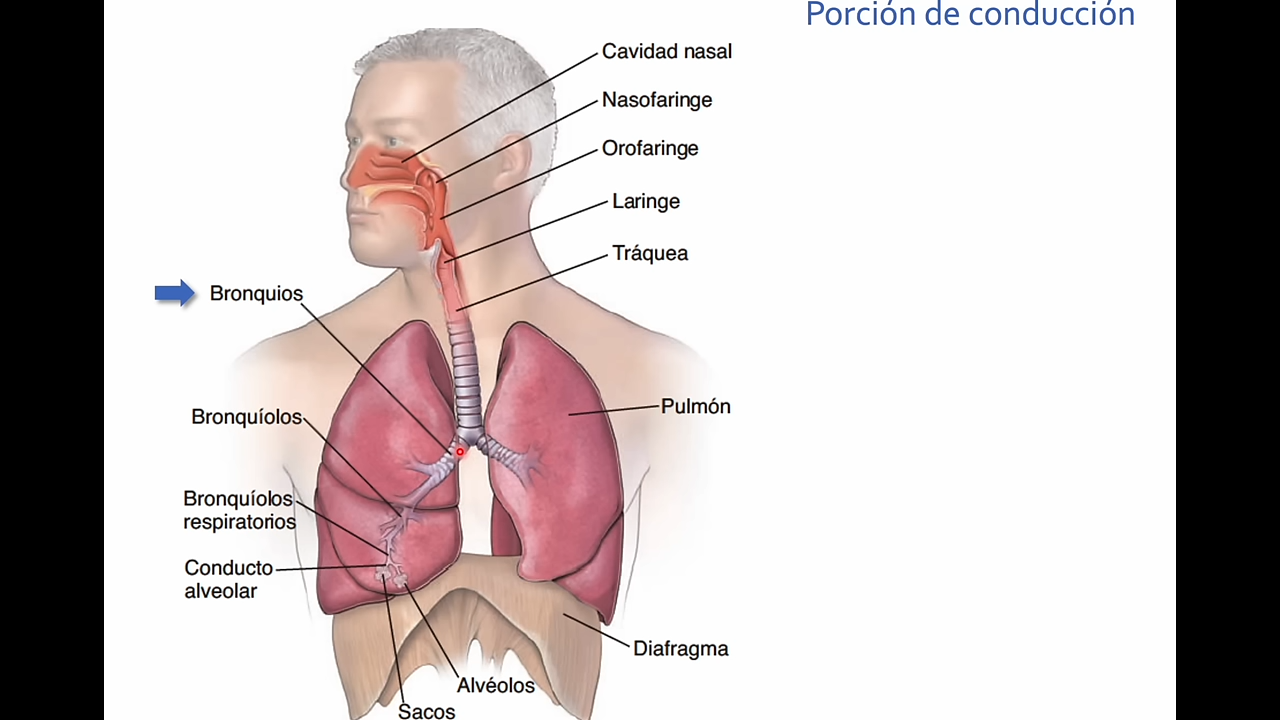 Porción de conducción
Cavidad nasal
Nasofaringe
Orofaringe
Laringe
Tráquea
Bronquios
Pulmón
Bronquíolos
Bronquíolos
respiratorios
Conducto
alveolar
Diafragma
Alvéolos
Sacos